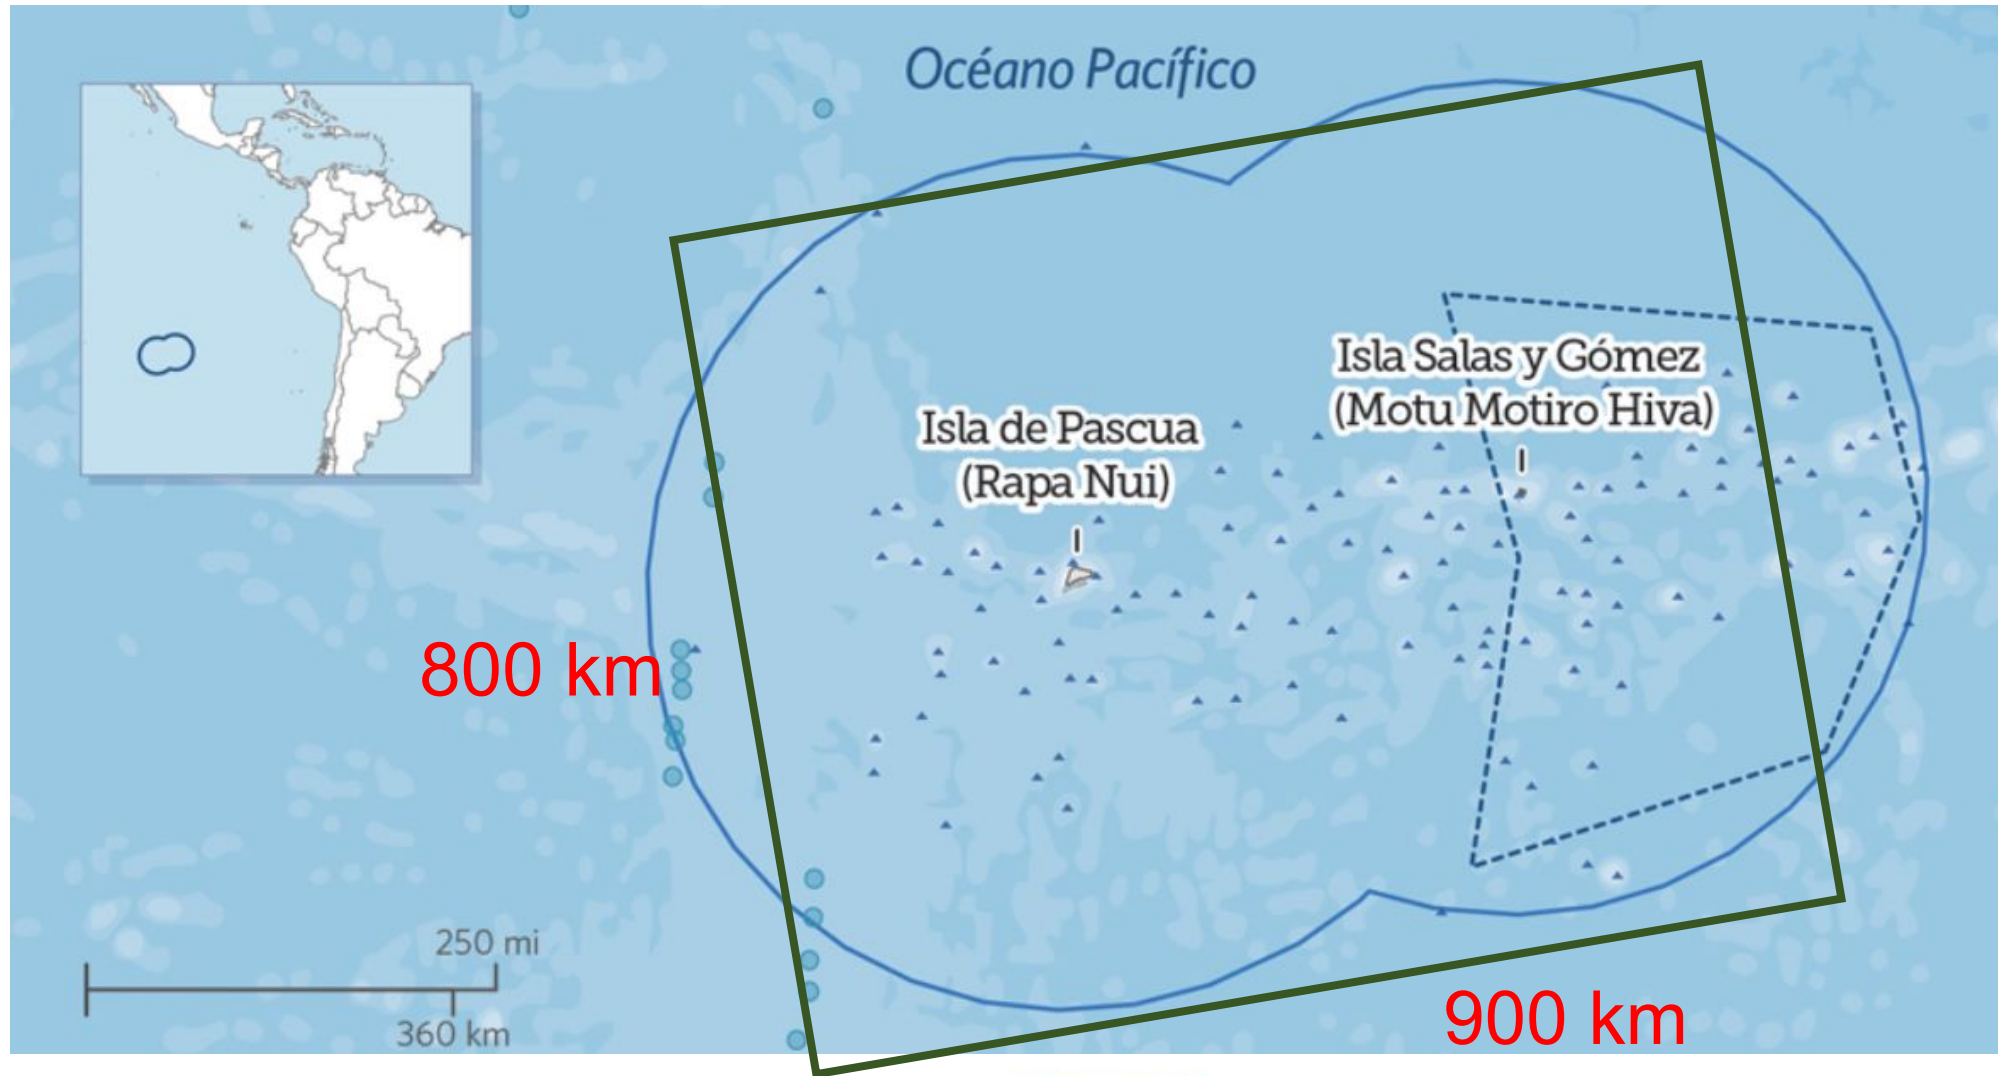 Océano Pacífico
Isla Salas y Gómez
(Motu Motiro Hiva)
Isla de Pascua
(Rapa Nui)
800 km
250 mi
360 km
900 km